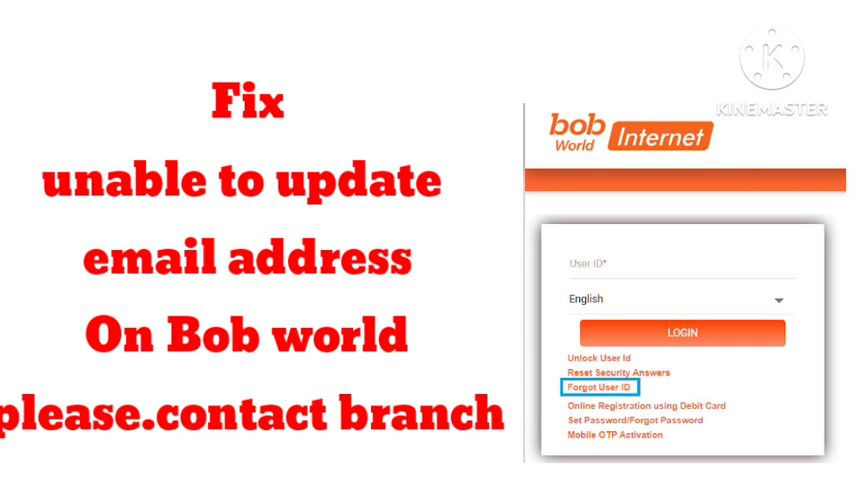 Fix
unable to update
email address
On Bob world
please.contact branch
KINEMASTER
bob
World
Internet
User ID*
English
LOGIN
Unlock User Id
Reset Security Answers
Forgot User ID
Online Registration using Debit Card
Set Password/Forgot Password
Mobile OTP Activation